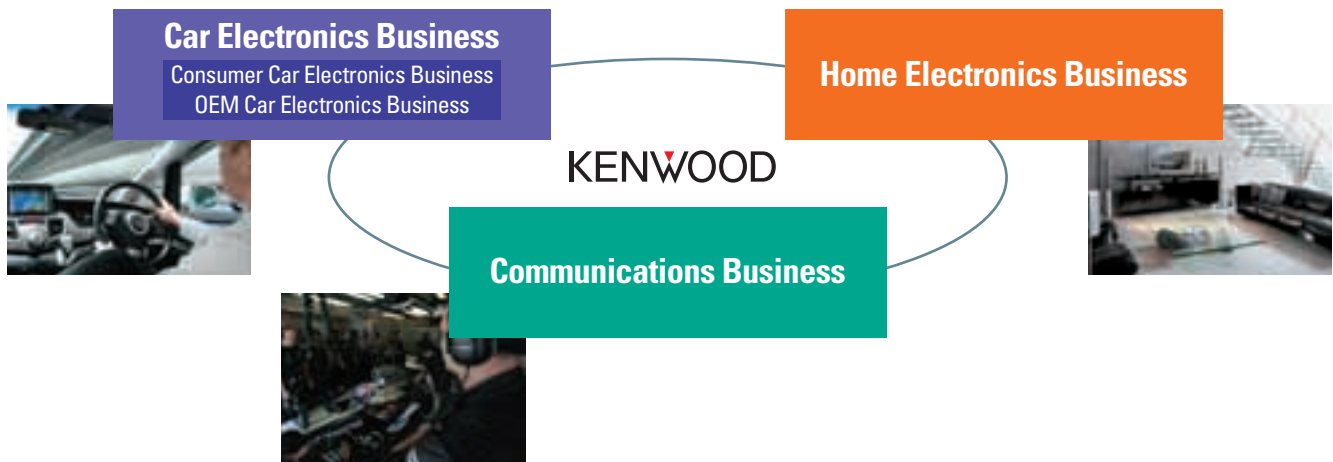 Car Electronics Business
Consumer Car Electronics Business
OEM Car Electronics Business
Home Electronics Business
KENWOOD
Communications Business